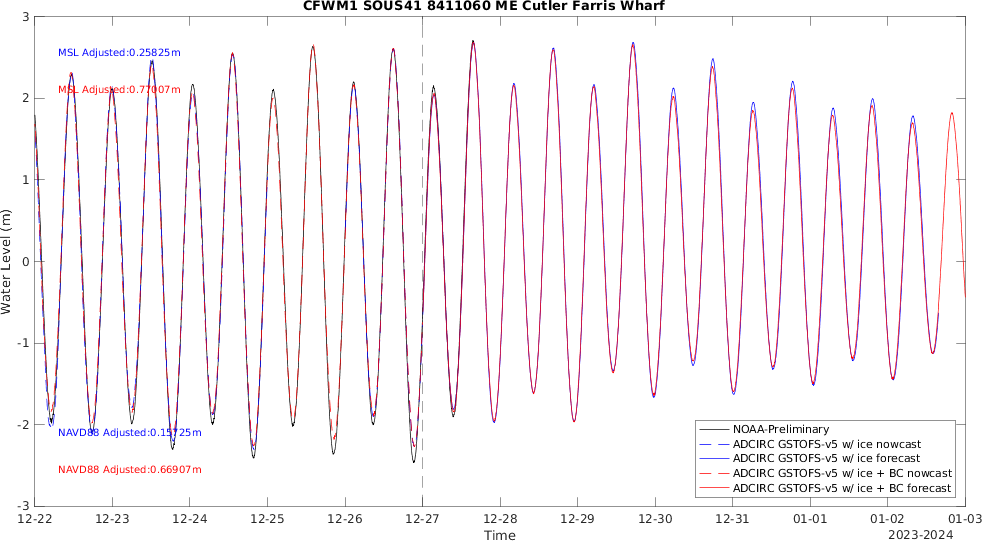 CFWM1 SOUS41 8411060 ME Cutler Farris Wharf
3
2
1
0
-1
-2
-3
Water Level (m)
MSL Adjusted:0.25825m
MSL Adjusted:0.77007m
NAVD88 Adjusted:0.15725m
NAVD88 Adjusted:0.66907m
NOAA-Preliminary
ADCIRC GSTOFS-v5 w/ ice nowcast
ADCIRC GSTOFS-v5 w/ ice forecast
ADCIRC GSTOFS-v5 w/ ice + BC nowcast
ADCIRC GSTOFS-v5 w/ ice + BC forecast
12-22 12-23 12-24 12-25 12-26 12-27 12-28 12-29 12-30 12-31 01-01 01-02 01-03
Time
2023-2024